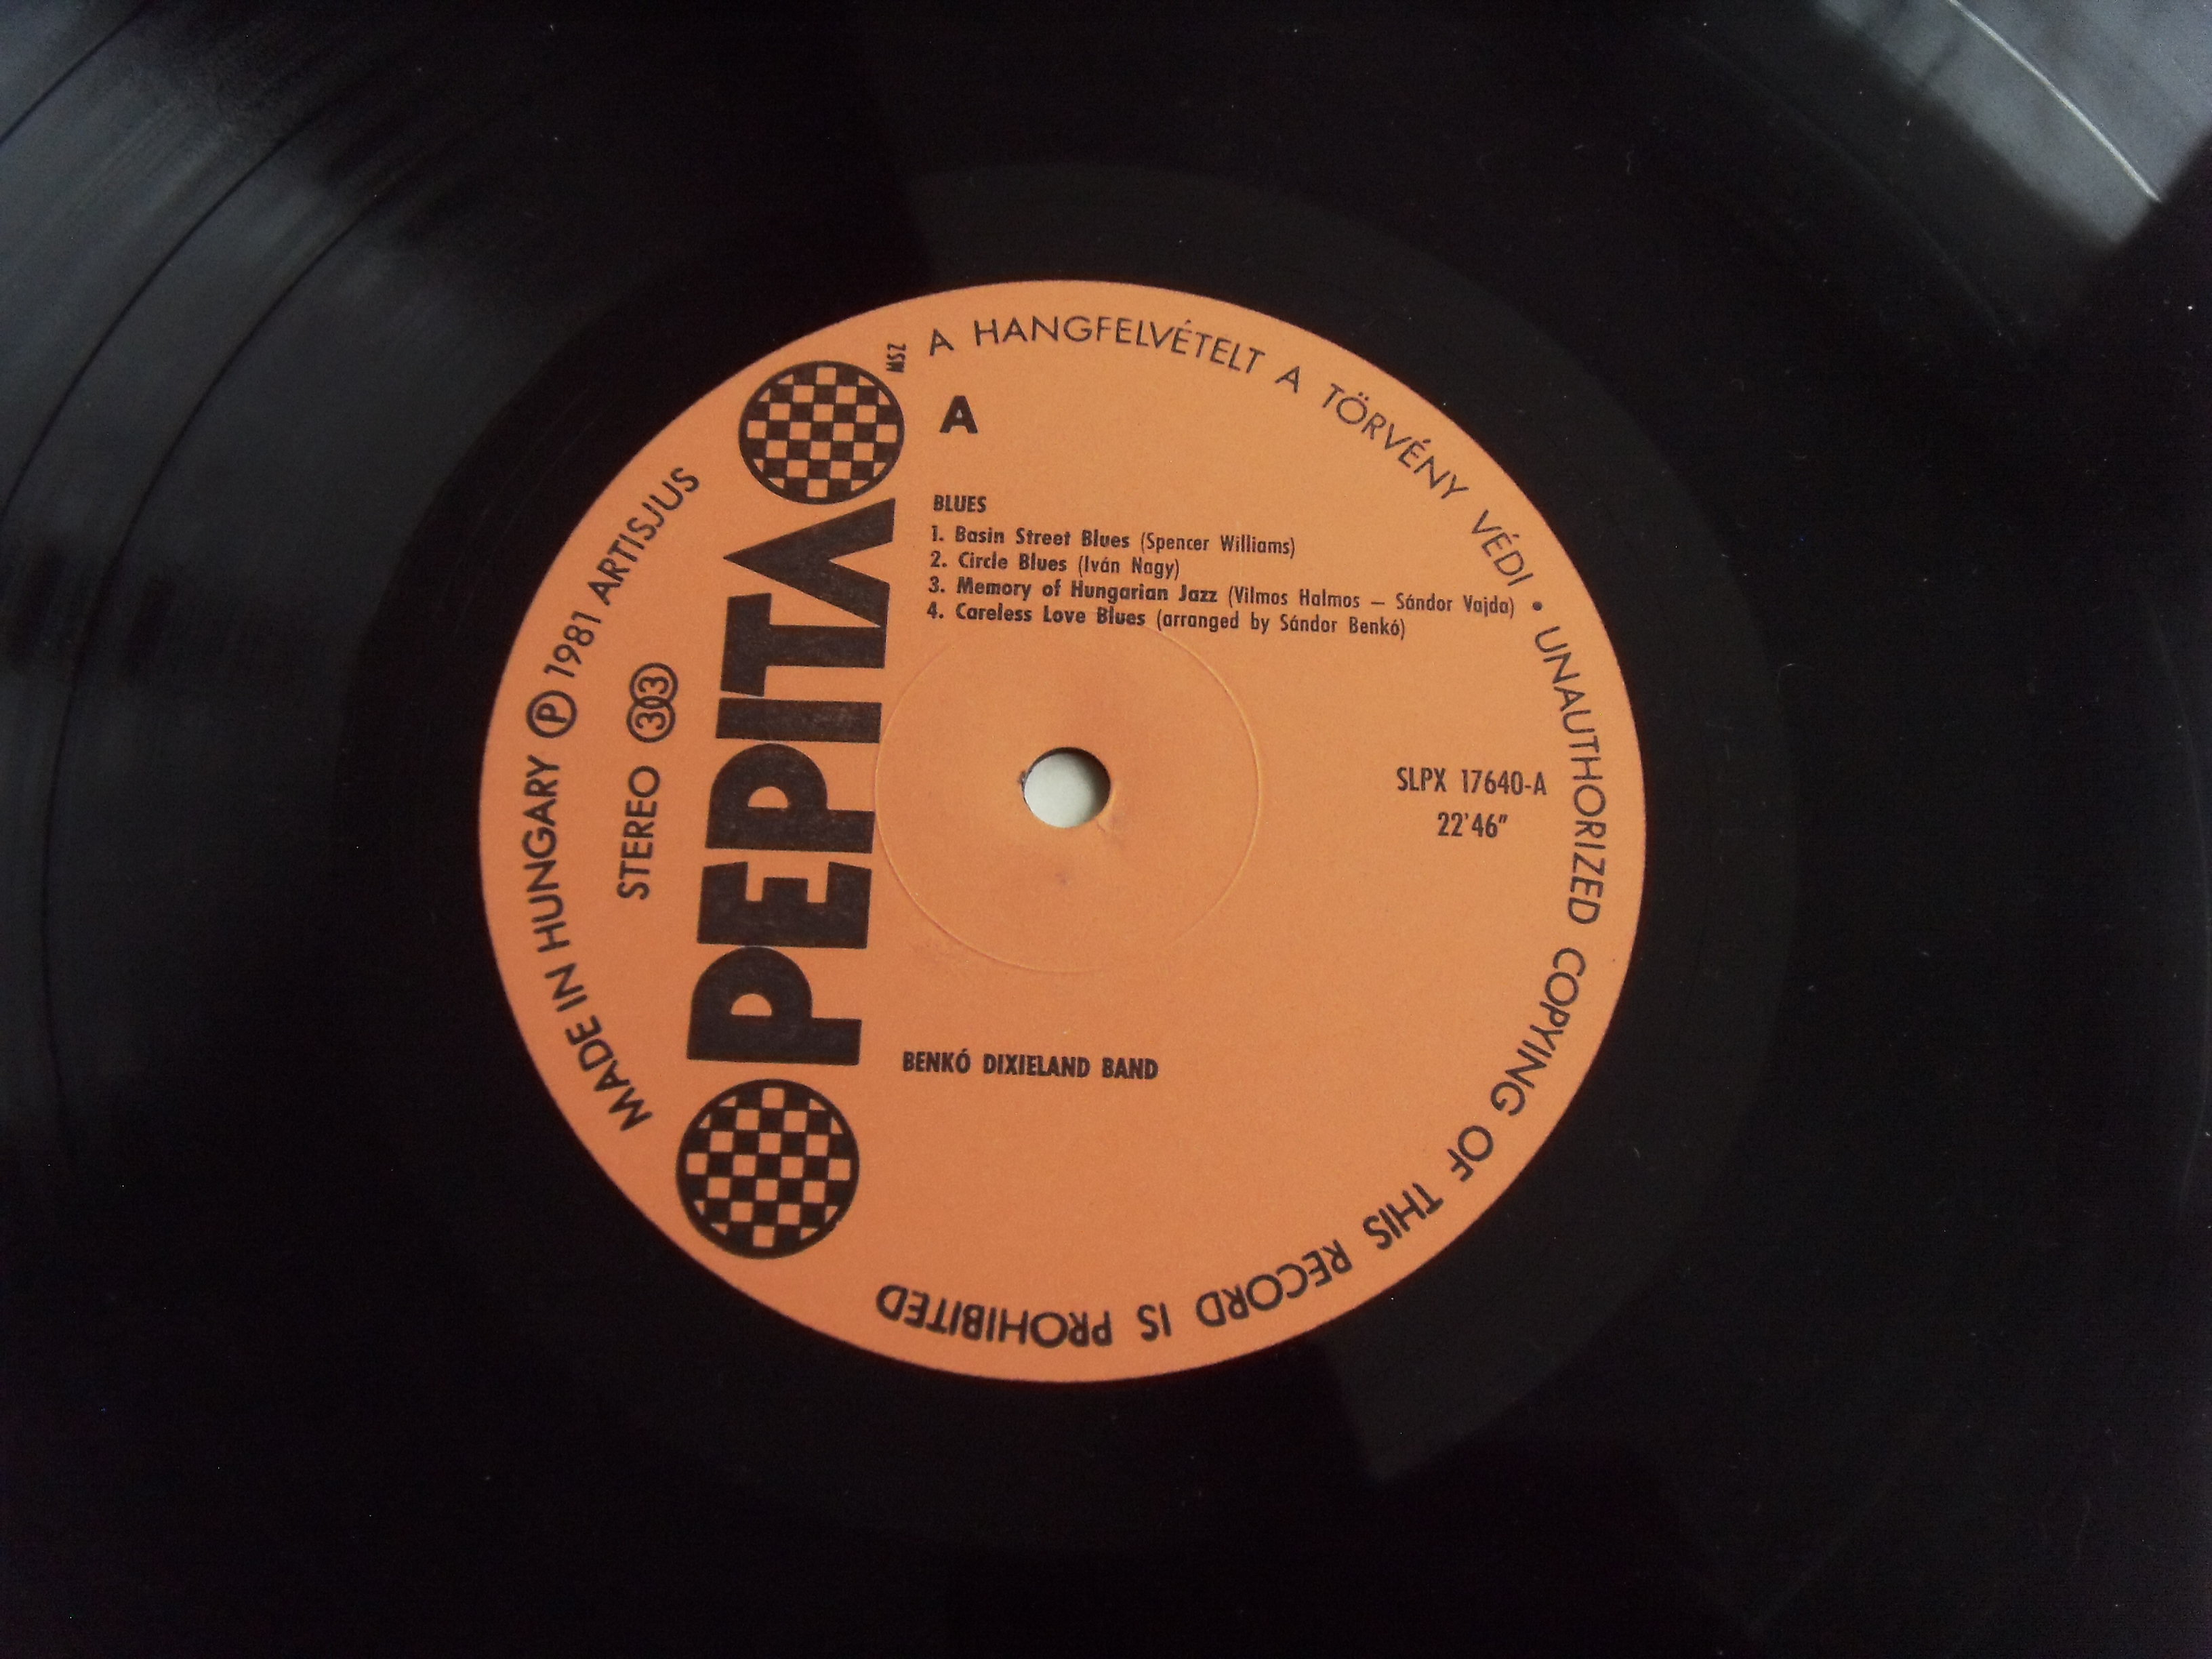 A HANGFELVÉTELT A TÖRVÉNY VÉDI • UNAUTHORIZED COPYING OF THIS RECORD IS PROHIBITED
MADE IN HUNGARY Ⓟ 1981 ARTISJUS
STEREO 33
PEPITA
MSZ
A
BLUES
1. Basin Street Blues (Spencer Williams)
2. Circle Blues (Iván Nagy)
3. Memory of Hungarian Jazz (Vilmos Halmos – Sándor Vajda)
4. Careless Love Blues (arranged by Sándor Benkó)
SLPX 17640-A
22'46"
BENKÓ DIXIELAND BAND